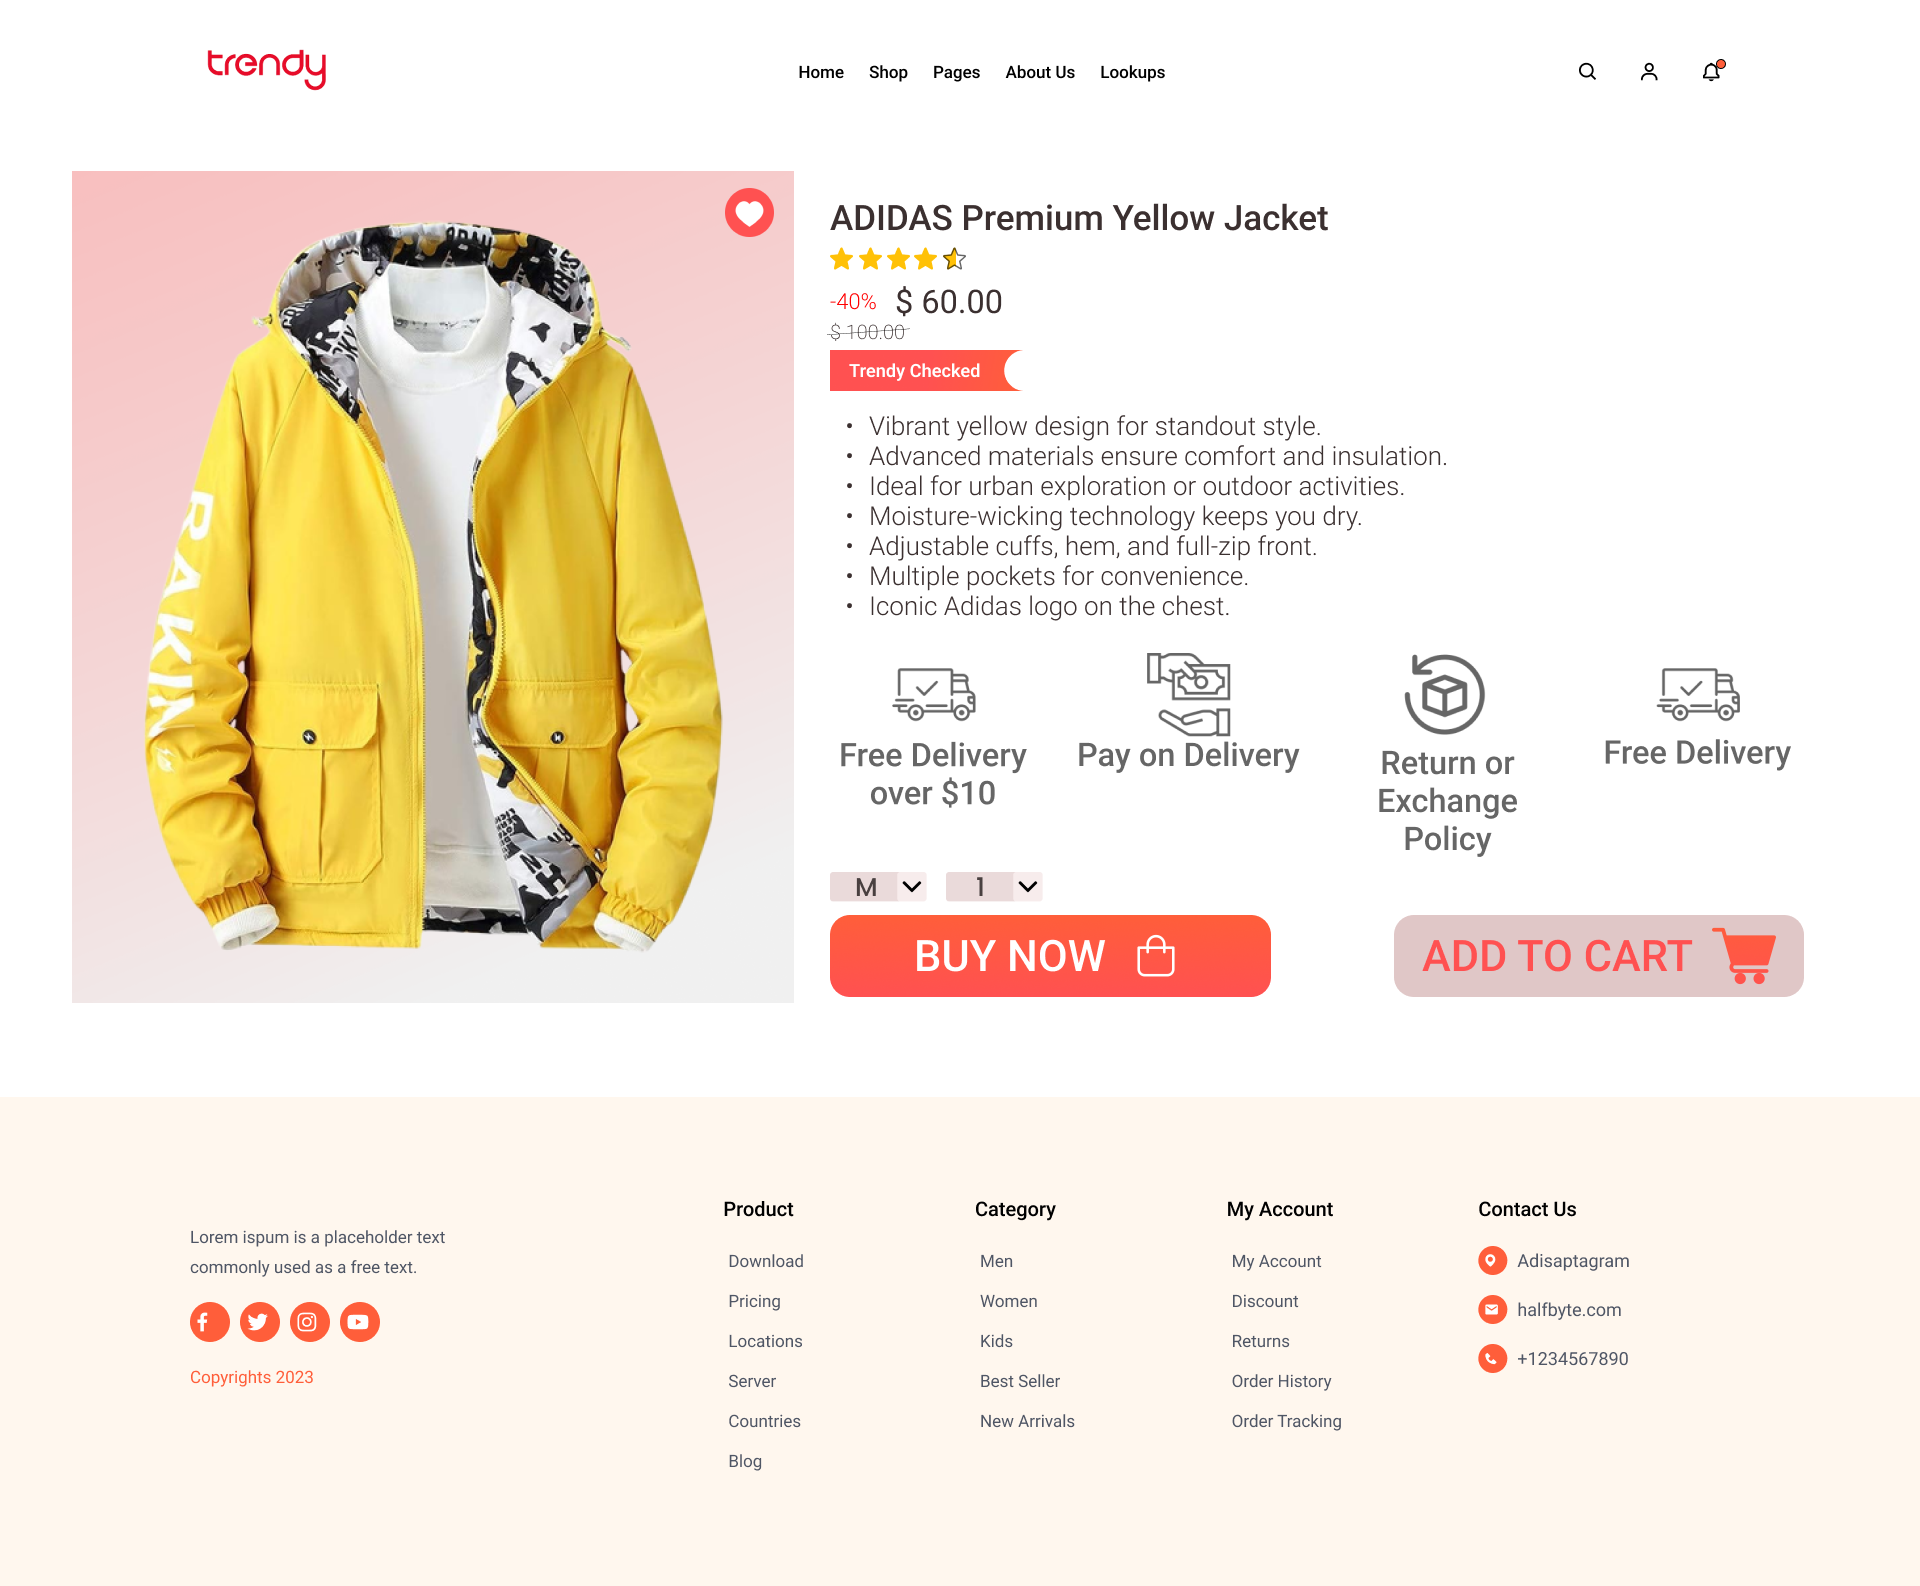 trendy
Home Shop Pages About Us Lookups
ADIDAS Premium Yellow Jacket
-40% $ 60.00
$ 100.00
Trendy Checked
• Vibrant yellow design for standout style.
• Advanced materials ensure comfort and insulation.
• Ideal for urban exploration or outdoor activities.
• Moisture-wicking technology keeps you dry.
• Adjustable cuffs, hem, and full-zip front.
• Multiple pockets for convenience.
• Iconic Adidas logo on the chest.
RAKIN
Free Delivery
over $10
Pay on Delivery
Return or
Exchange
Policy
Free Delivery
M 1
BUY NOW
ADD TO CART
Lorem ispum is a placeholder text
commonly used as a free text.
Copyrights 2023
Product
Download
Pricing
Locations
Server
Countries
Blog
Category
Men
Women
Kids
Best Seller
New Arrivals
My Account
My Account
Discount
Returns
Order History
Order Tracking
Contact Us
Adisaptagram
halfbyte.com
+1234567890